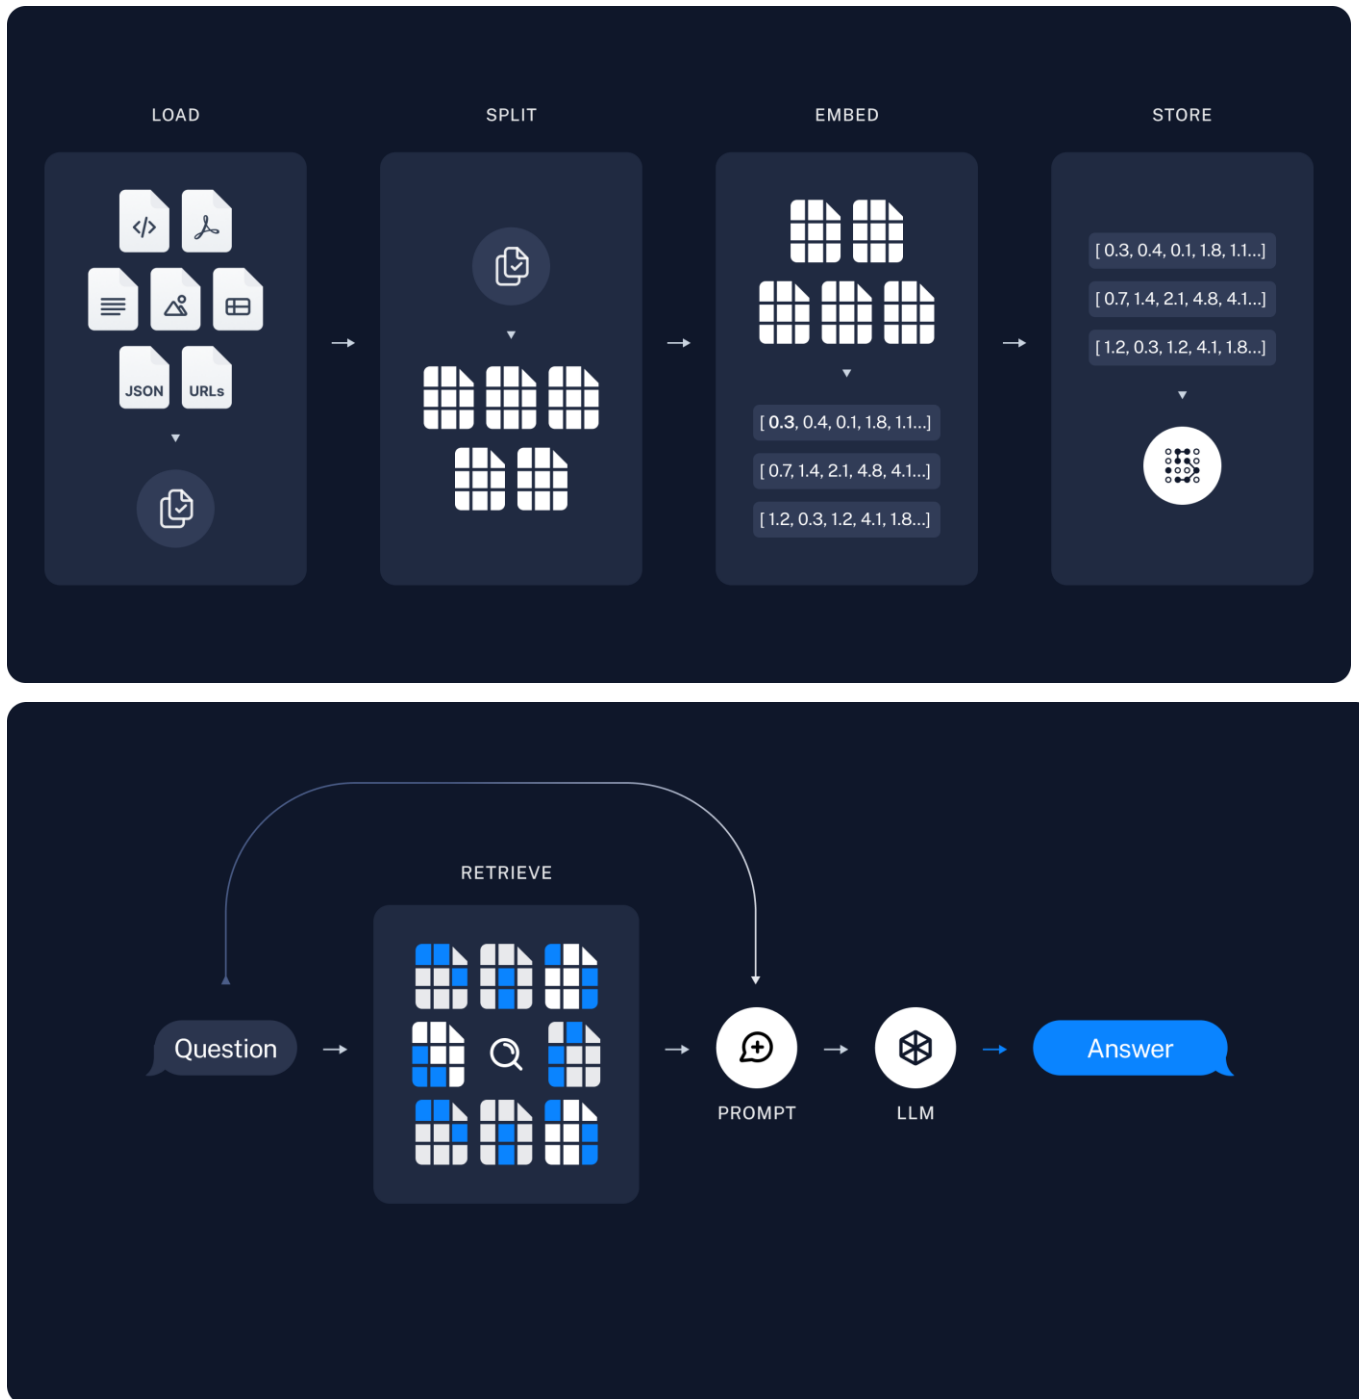 LOAD
SPLIT
EMBED
STORE
JSON
URLs
[ 0.3, 0.4, 0.1, 1.8, 1.1...]
[ 0.7, 1.4, 2.1, 4.8, 4.1...]
[ 1.2, 0.3, 1.2, 4.1, 1.8...]
[ 0.3, 0.4, 0.1, 1.8, 1.1...]
[ 0.7, 1.4, 2.1, 4.8, 4.1...]
[ 1.2, 0.3, 1.2, 4.1, 1.8...]
RETRIEVE
Question
PROMPT
LLM
Answer